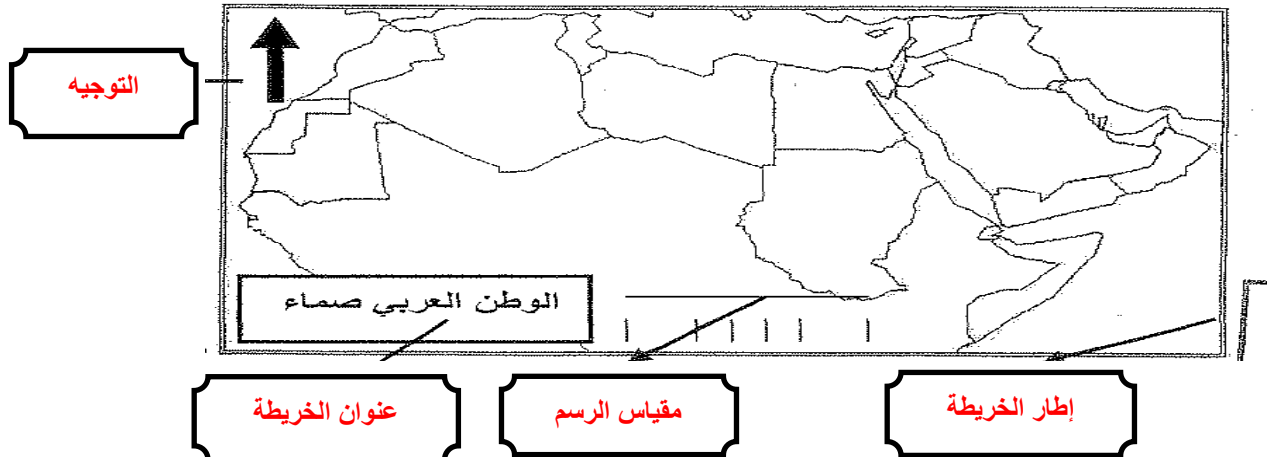 التوجيه
الوطن العربي صماء
إطار الخريطة
مقياس الرسم
عنوان الخريطة